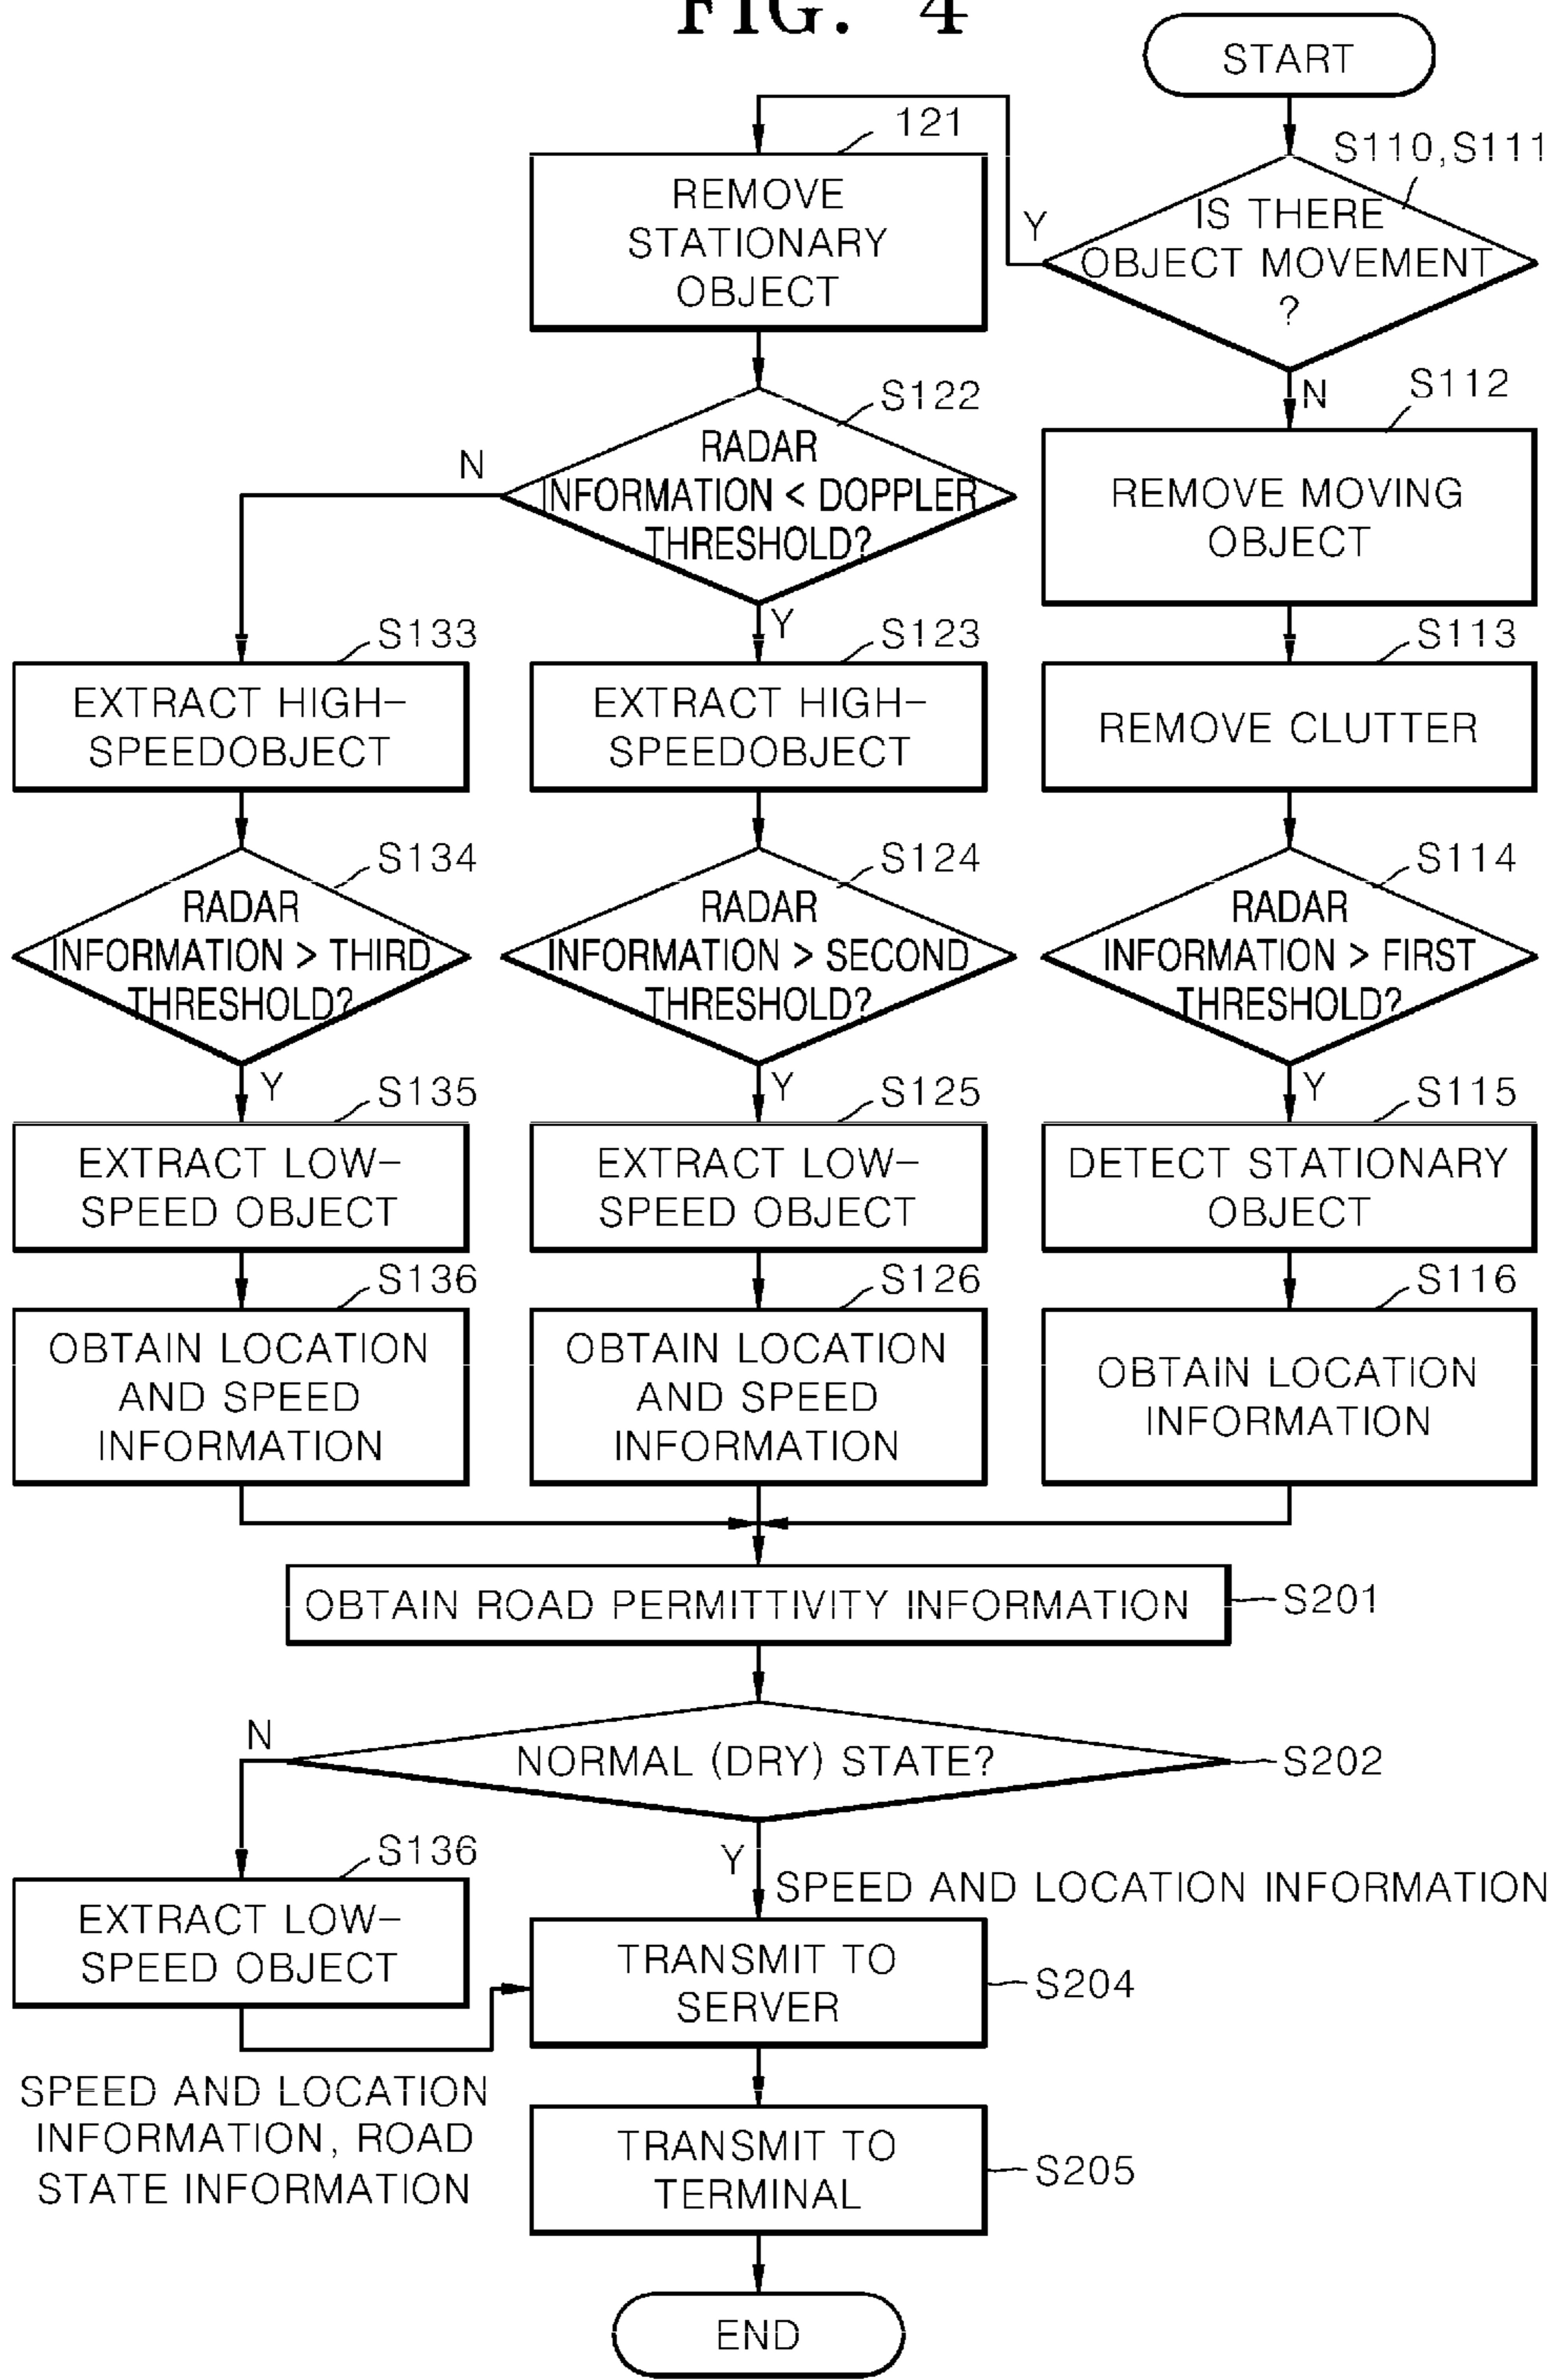 FIG. 4
START
S110,S111
IS THERE
OBJECT MOVEMENT
?
Y
N
121
REMOVE
STATIONARY
OBJECT
S122
RADAR
INFORMATION < DOPPLER
THRESHOLD?
N
Y
S112
REMOVE MOVING
OBJECT
S133
EXTRACT HIGH-
SPEEDOBJECT
S123
EXTRACT HIGH-
SPEEDOBJECT
S113
REMOVE CLUTTER
S134
RADAR
INFORMATION > THIRD
THRESHOLD?
Y
S124
RADAR
INFORMATION > SECOND
THRESHOLD?
Y
S114
RADAR
INFORMATION > FIRST
THRESHOLD?
Y
S135
EXTRACT LOW-
SPEED OBJECT
S125
EXTRACT LOW-
SPEED OBJECT
S115
DETECT STATIONARY
OBJECT
S136
OBTAIN LOCATION
AND SPEED
INFORMATION
S126
OBTAIN LOCATION
AND SPEED
INFORMATION
S116
OBTAIN LOCATION
INFORMATION
OBTAIN ROAD PERMITTIVITY INFORMATION
S201
NORMAL (DRY) STATE?
S202
N
Y
S136
EXTRACT LOW-
SPEED OBJECT
SPEED AND LOCATION INFORMATION
TRANSMIT TO
SERVER
S204
SPEED AND LOCATION
INFORMATION, ROAD
STATE INFORMATION
TRANSMIT TO
TERMINAL
S205
END